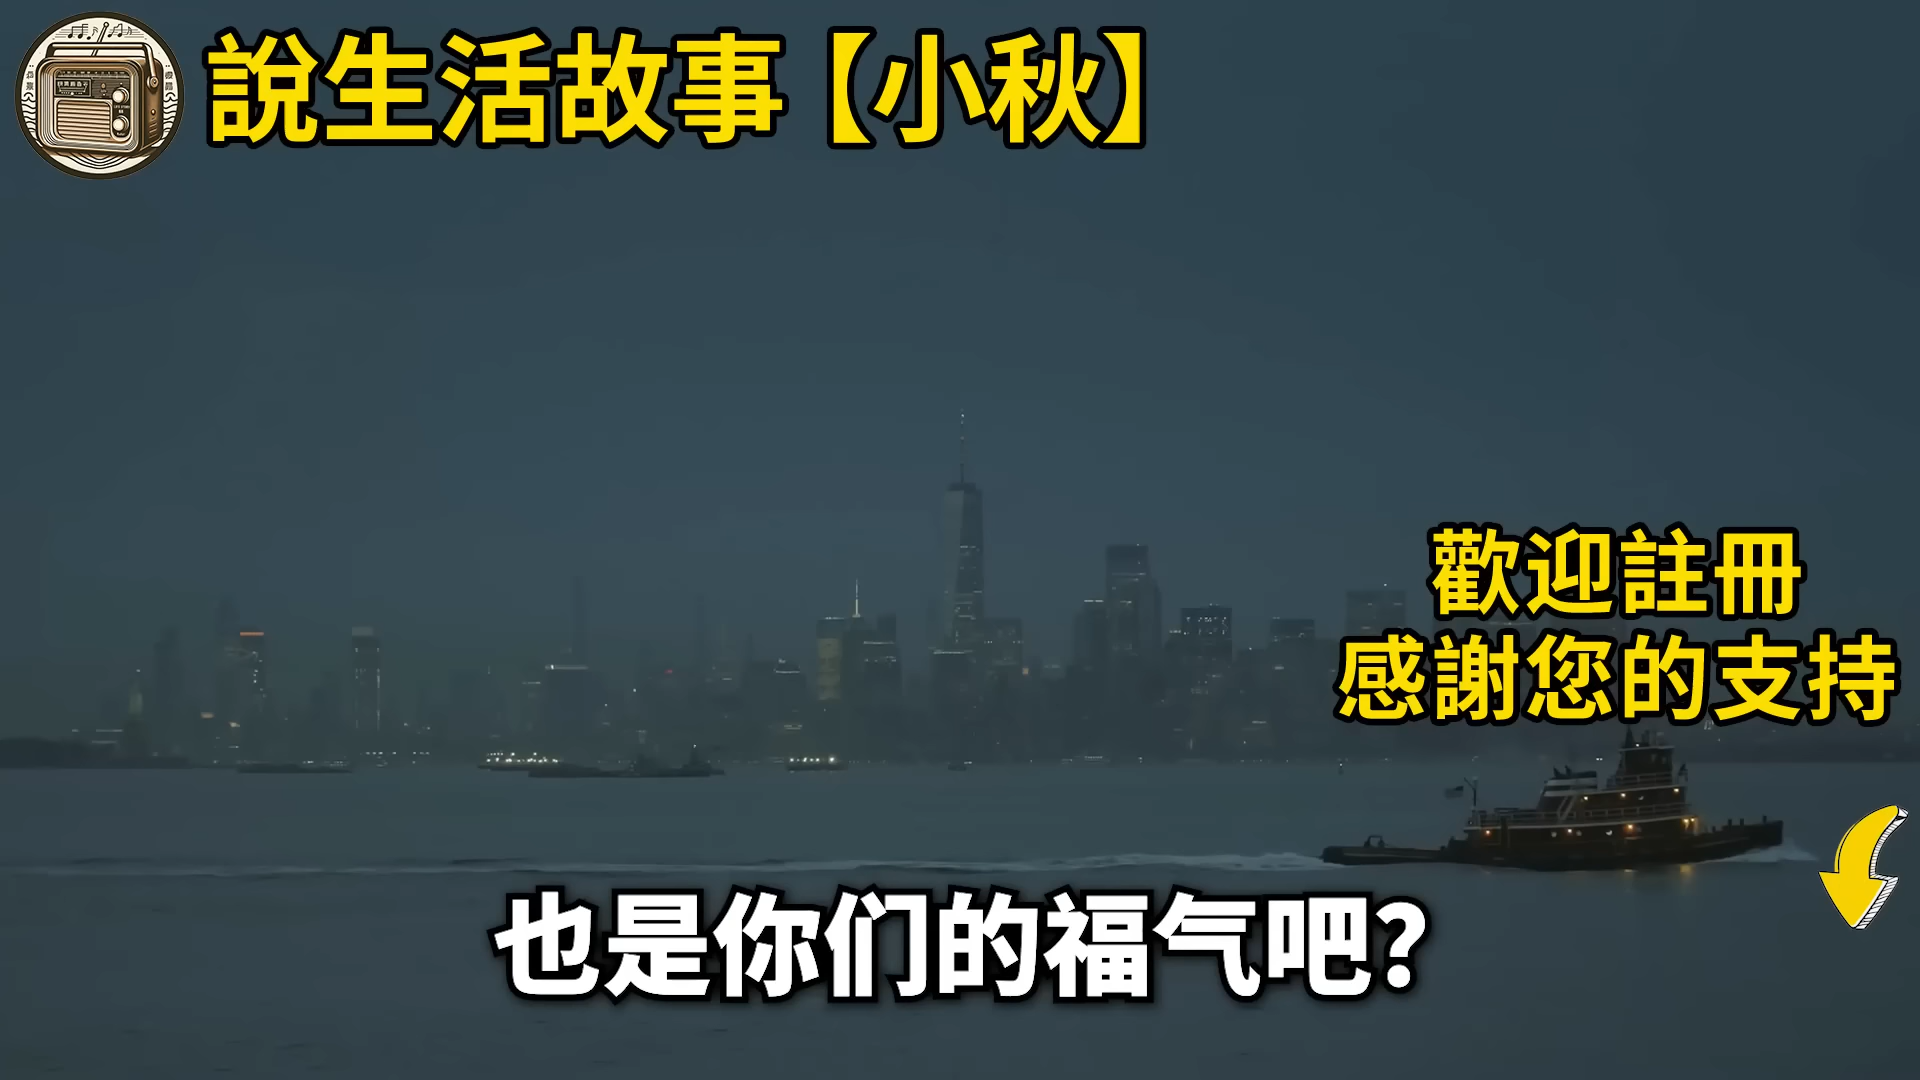 說生活故事【小秋】
歡迎註冊
感謝您的支持
也是你们的福气吧？